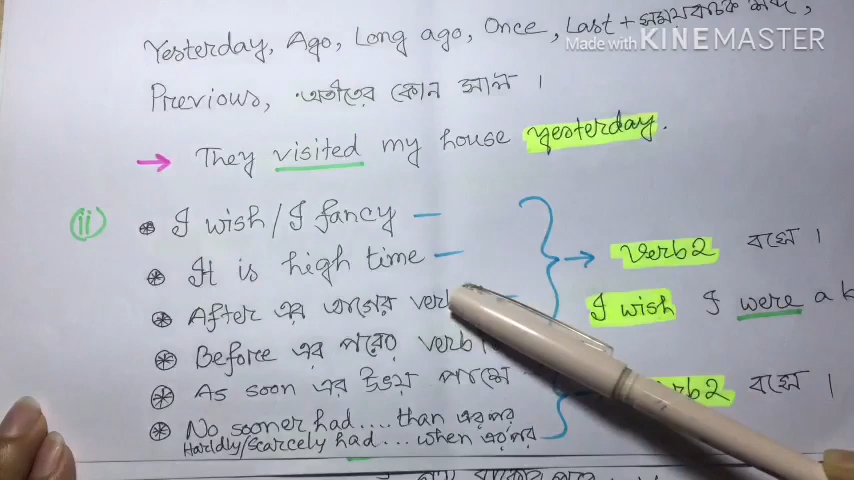 Yesterday, Ago, Long ago, Once, Last + সময়বাচক শব্দ,
Made with KINEMASTER
Previous, অতীতের কোন সাল ।
→ They visited my house yesterday.
(ii) * I wish / I fancy —
* It is high time — → Verb2 বসে ।
* After এর আগের verb
I wish I were a k
* Before এর পরের verb
* As soon এর উভয় পাশে
verb2 বসে ।
* No sooner had .... than এর পর
Hardly/scarcely had ... when এর পর